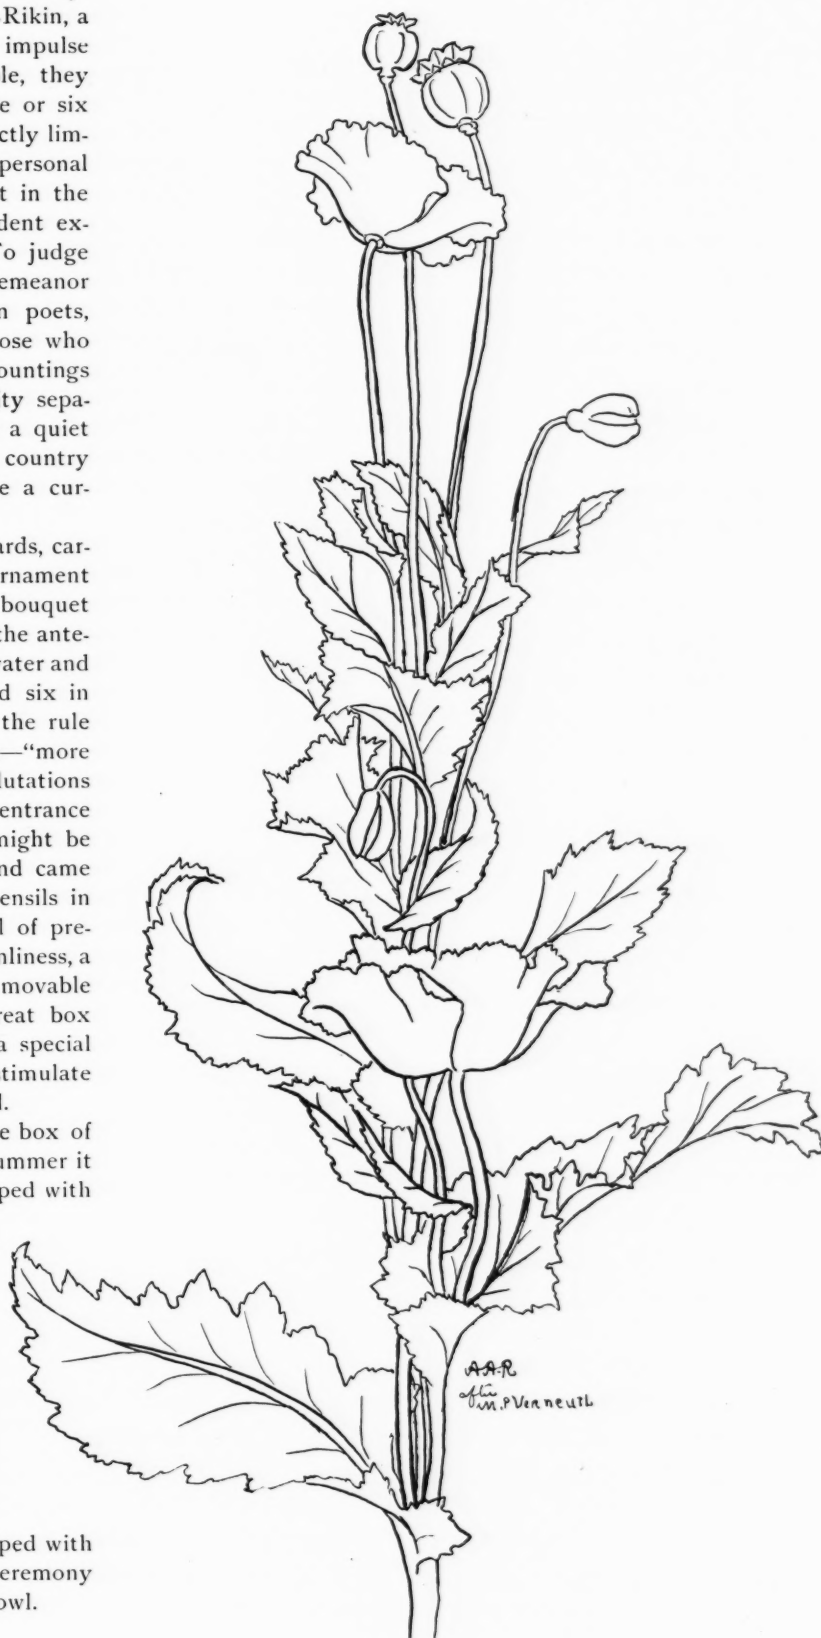 Rikin, a
impulse
le, they
e or six
ctly lim-
personal
t in the
dent ex-
o judge
emeanor
n poets,
ose who
ountings
ity sepa-
a quiet
country
e a cur-
ards, car-
rnament
bouquet
the ante-
ater and
d six in
the rule
—“more
lutations
entrance
might be
nd came
ensils in
l of pre-
nliness, a
movable
reat box
a special
stimulate
l.
e box of
ummer it
ped with
A.A.R
after
M.P Verneuil
ped with
eremony
owl.